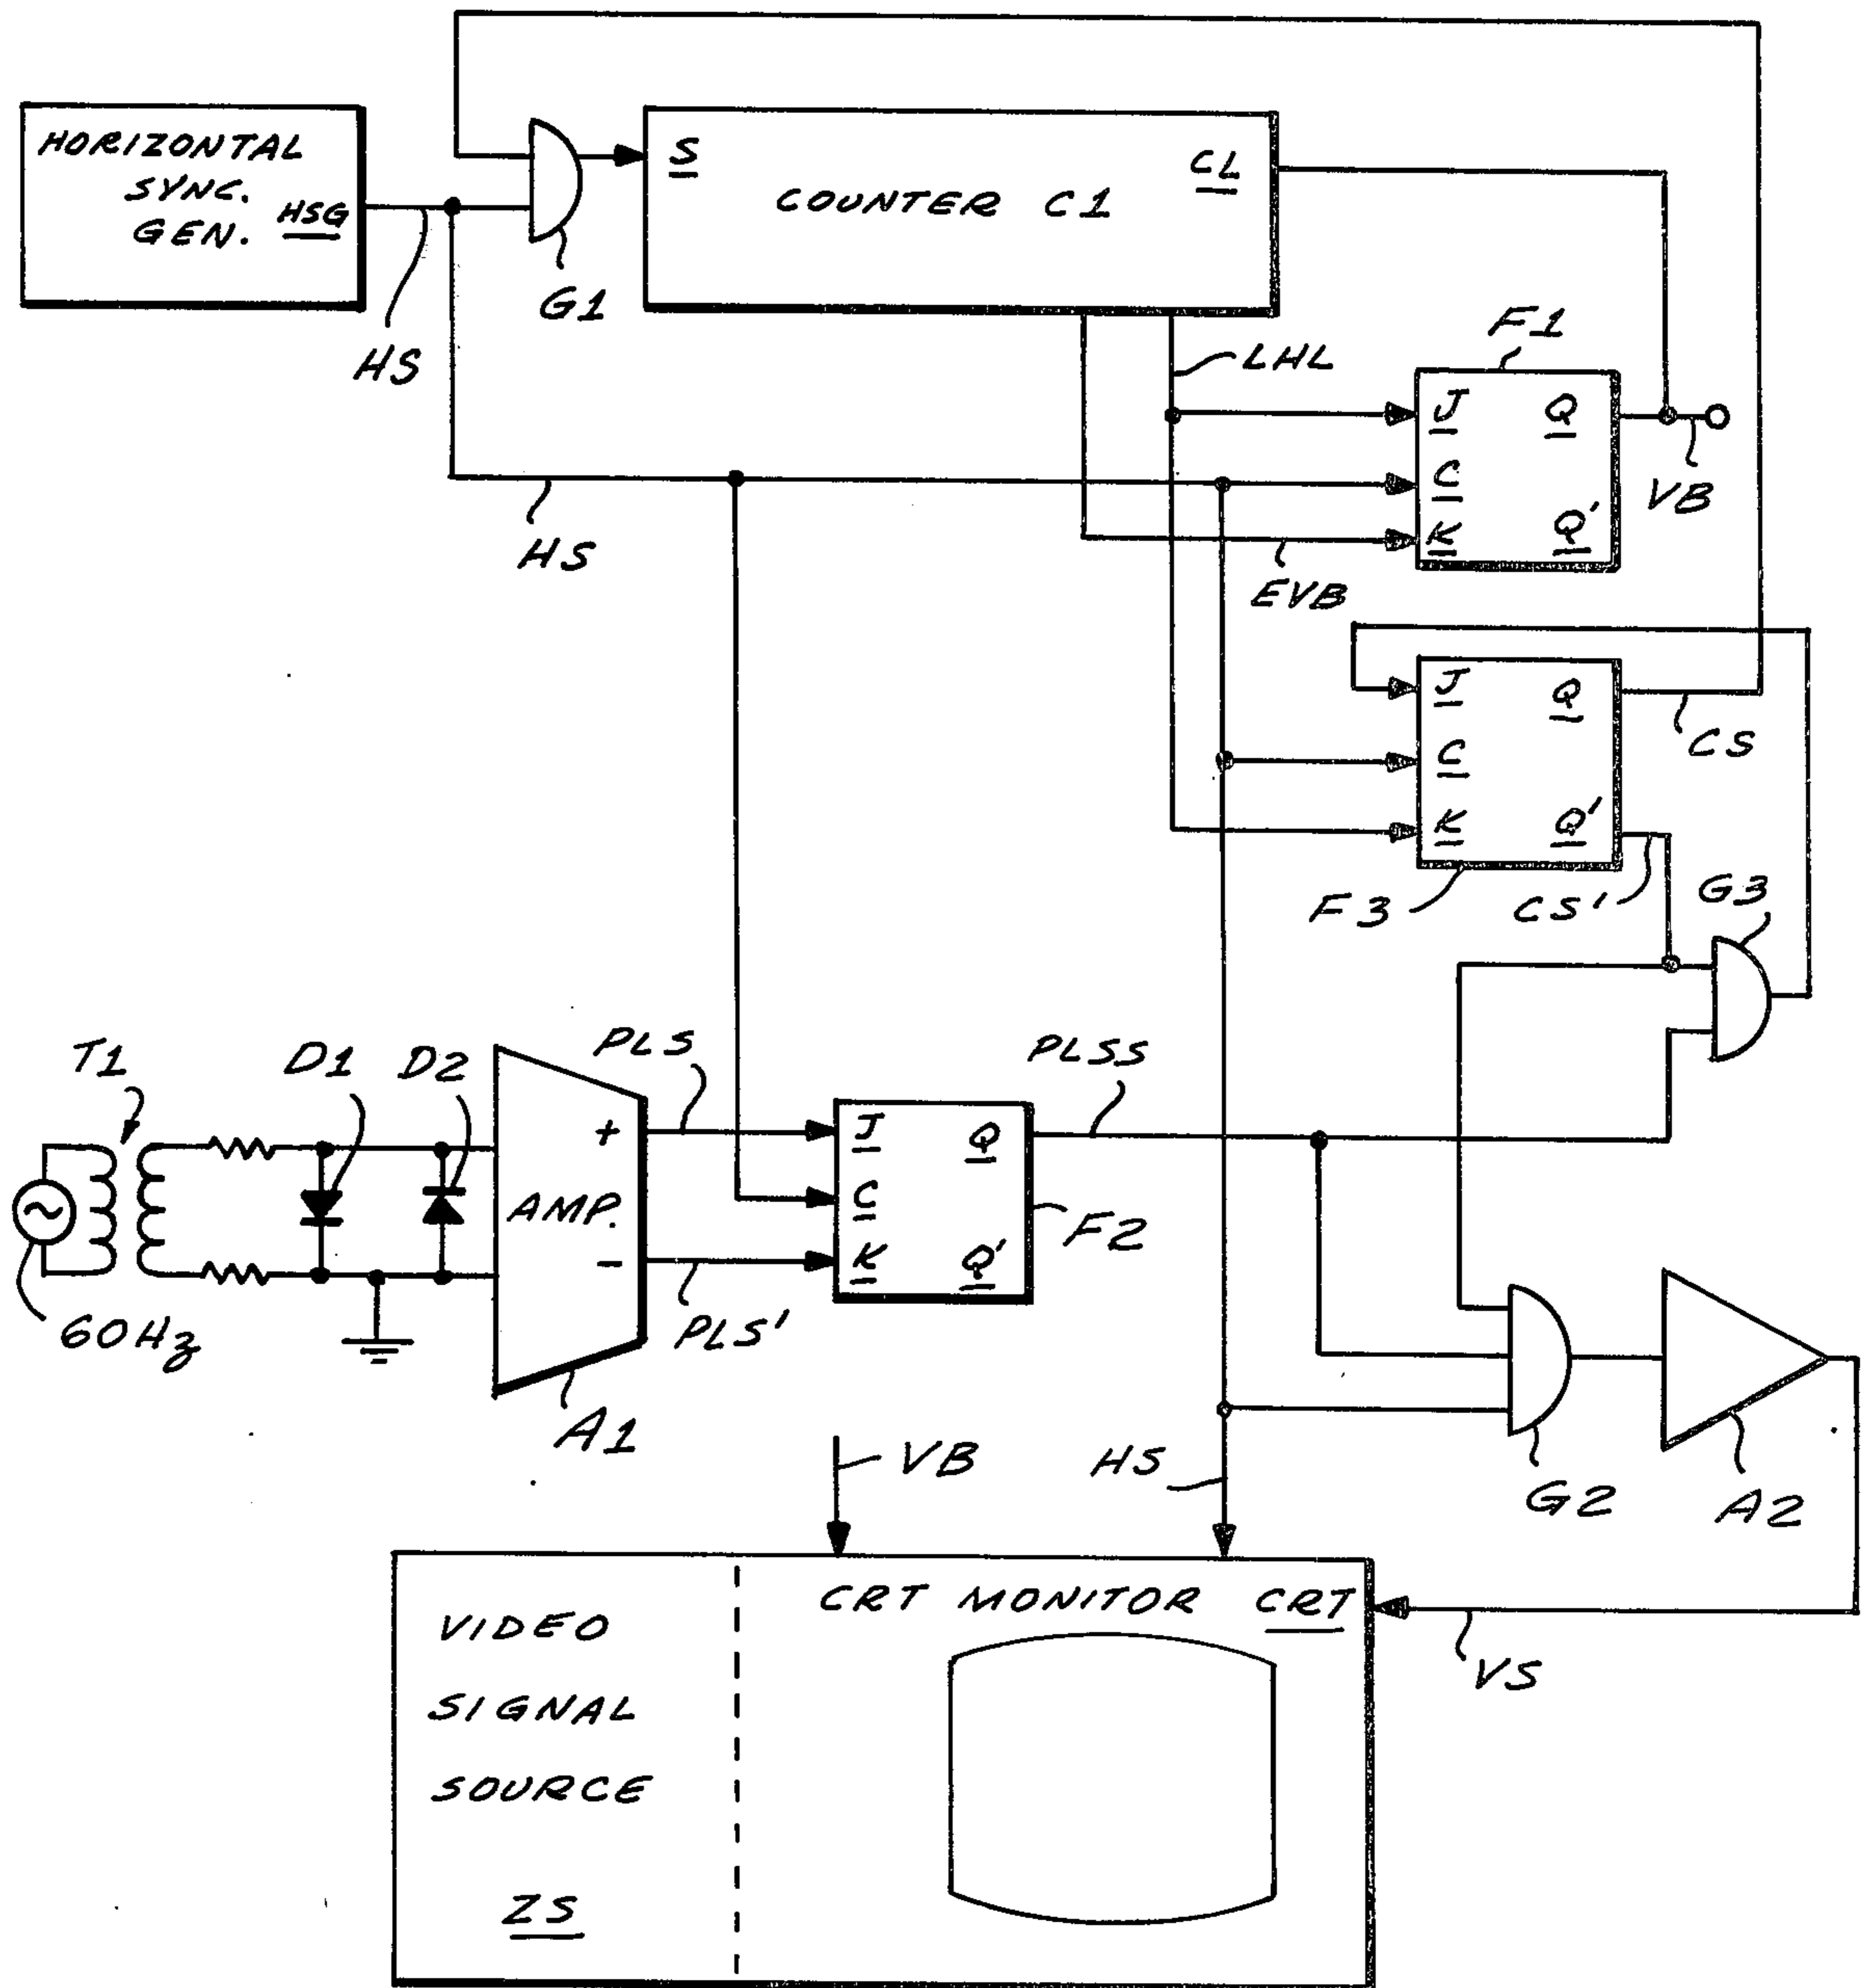 HORIZONTAL
SYNC.
GEN. HSG
HS
G1
S
CL
COUNTER C1
LHL
F1
J
Q
C
K
Q'
VB
HS
EVB
J
Q
C
K
Q'
CS
F3
CS'
G3
T1
D1
D2
PLS
PLSS
+
AMP.
-
J
Q
C
K
Q'
F2
60Hz
PLS'
A1
VB
HS
G2
A2
CRT MONITOR CRT
VIDEO
SIGNAL
SOURCE
ZS
VS